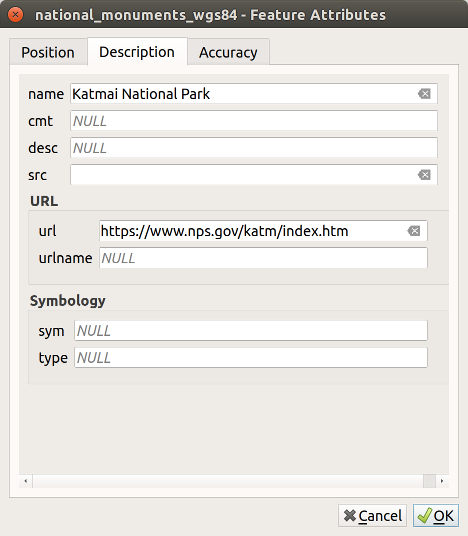 national_monuments_wgs84 - Feature Attributes
Position Description Accuracy
name Katmai National Park
cmt NULL
desc NULL
src
URL
url https://www.nps.gov/katm/index.htm
urlname NULL
Symbology
sym NULL
type NULL
Cancel OK